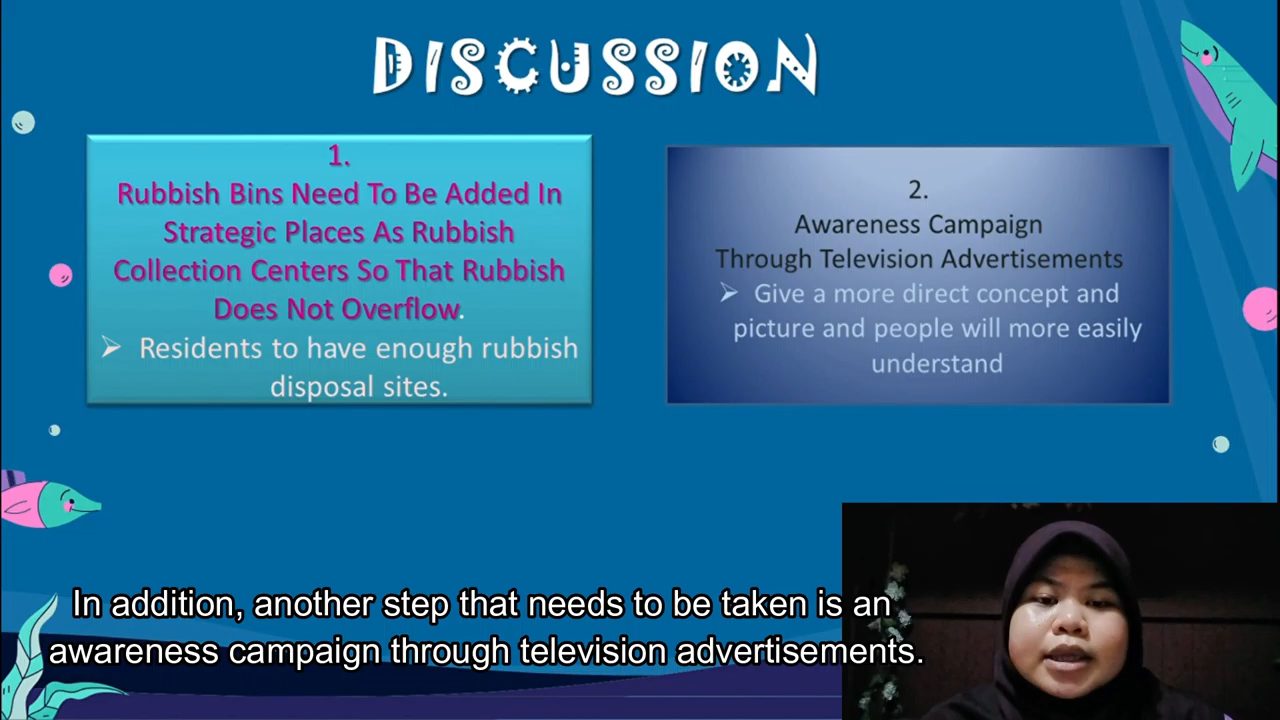 DISCUSSION
1.
Rubbish Bins Need To Be Added In
Strategic Places As Rubbish
Collection Centers So That Rubbish
Does Not Overflow.
➢ Residents to have enough rubbish
disposal sites.
2.
Awareness Campaign
Through Television Advertisements
➢ Give a more direct concept and
picture and people will more easily
understand
In addition, another step that needs to be taken is an
awareness campaign through television advertisements.